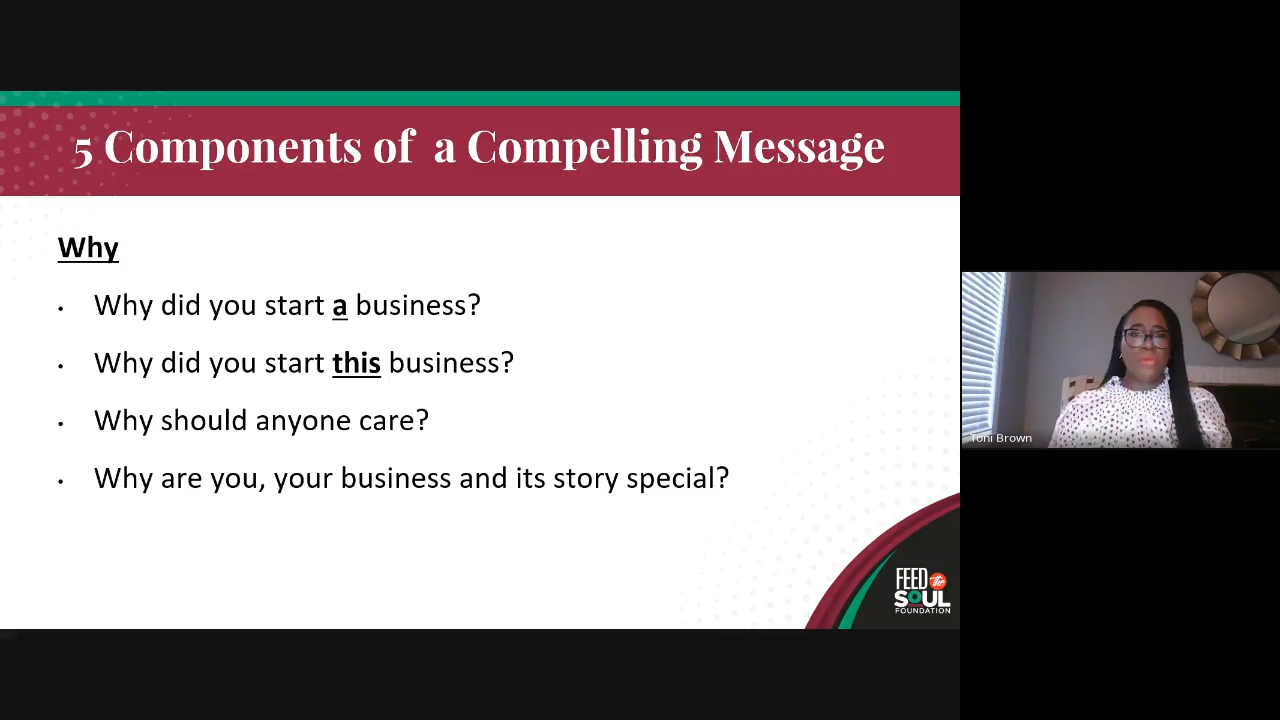 5 Components of a Compelling Message
Why
• Why did you start a business?
• Why did you start this business?
• Why should anyone care?
• Why are you, your business and its story special?
FEED the
SOUL
FOUNDATION
Toni Brown